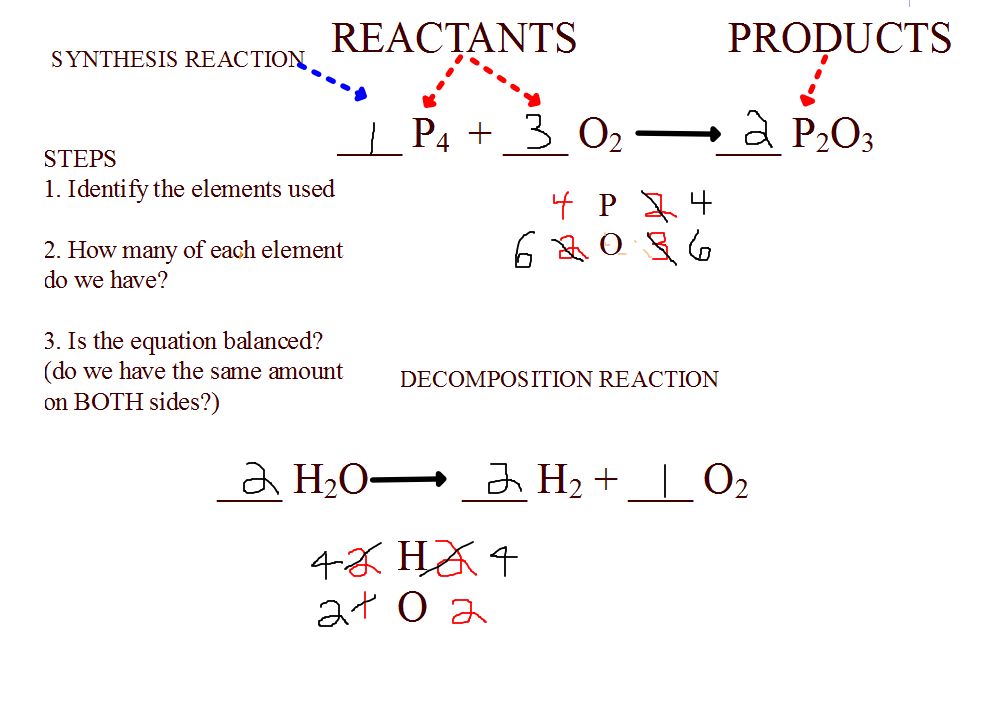 REACTANTS PRODUCTS
SYNTHESIS REACTION
1 P₄ + 3 O₂ → 2 P₂O₃
4 P 2 4
6 2 O 3 6
STEPS
1. Identify the elements used
2. How many of each element
do we have?
3. Is the equation balanced?
(do we have the same amount
on BOTH sides?)
DECOMPOSITION REACTION
2 H₂O → 2 H₂ + 1 O₂
4 2 H 2 4
2 1 O 2